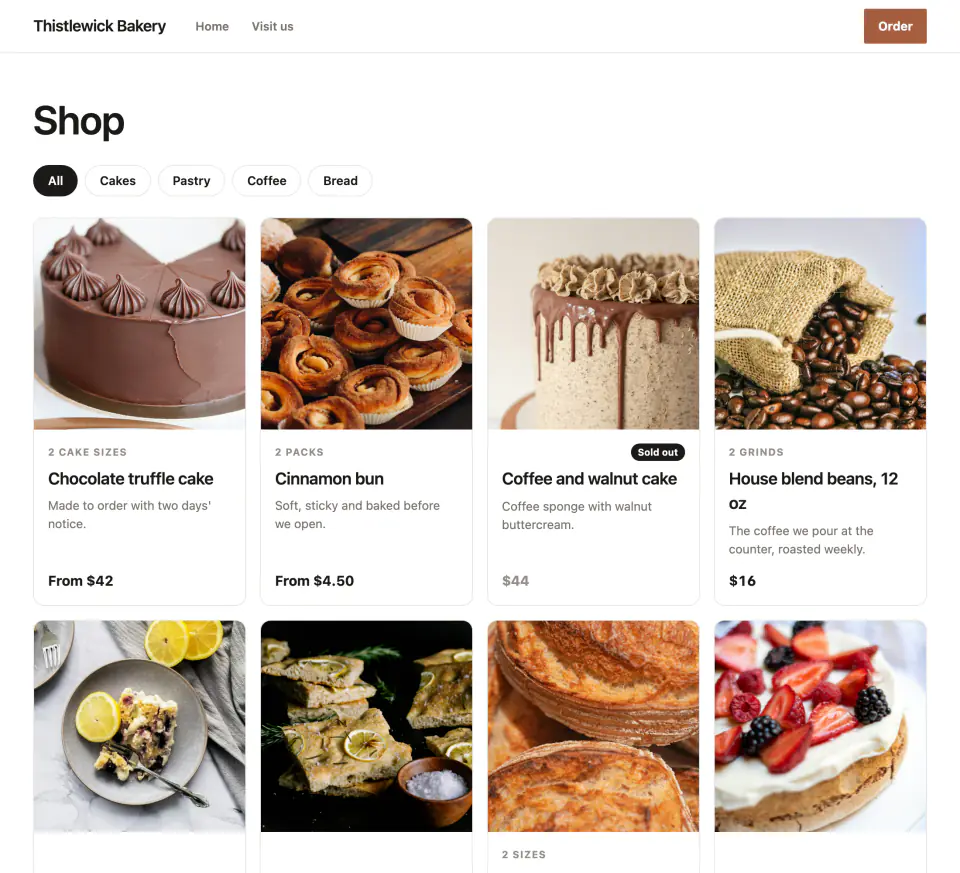 Thistlewick Bakery
Home
Visit us
Order
Shop
All
Cakes
Pastry
Coffee
Bread
2 CAKE SIZES
Chocolate truffle cake
Made to order with two days'
notice.
From $42
2 PACKS
Cinnamon bun
Soft, sticky and baked before
we open.
From $4.50
Sold out
Coffee and walnut cake
Coffee sponge with walnut
buttercream.
$44
2 GRINDS
House blend beans, 12
oz
The coffee we pour at the
counter, roasted weekly.
$16
2 SIZES